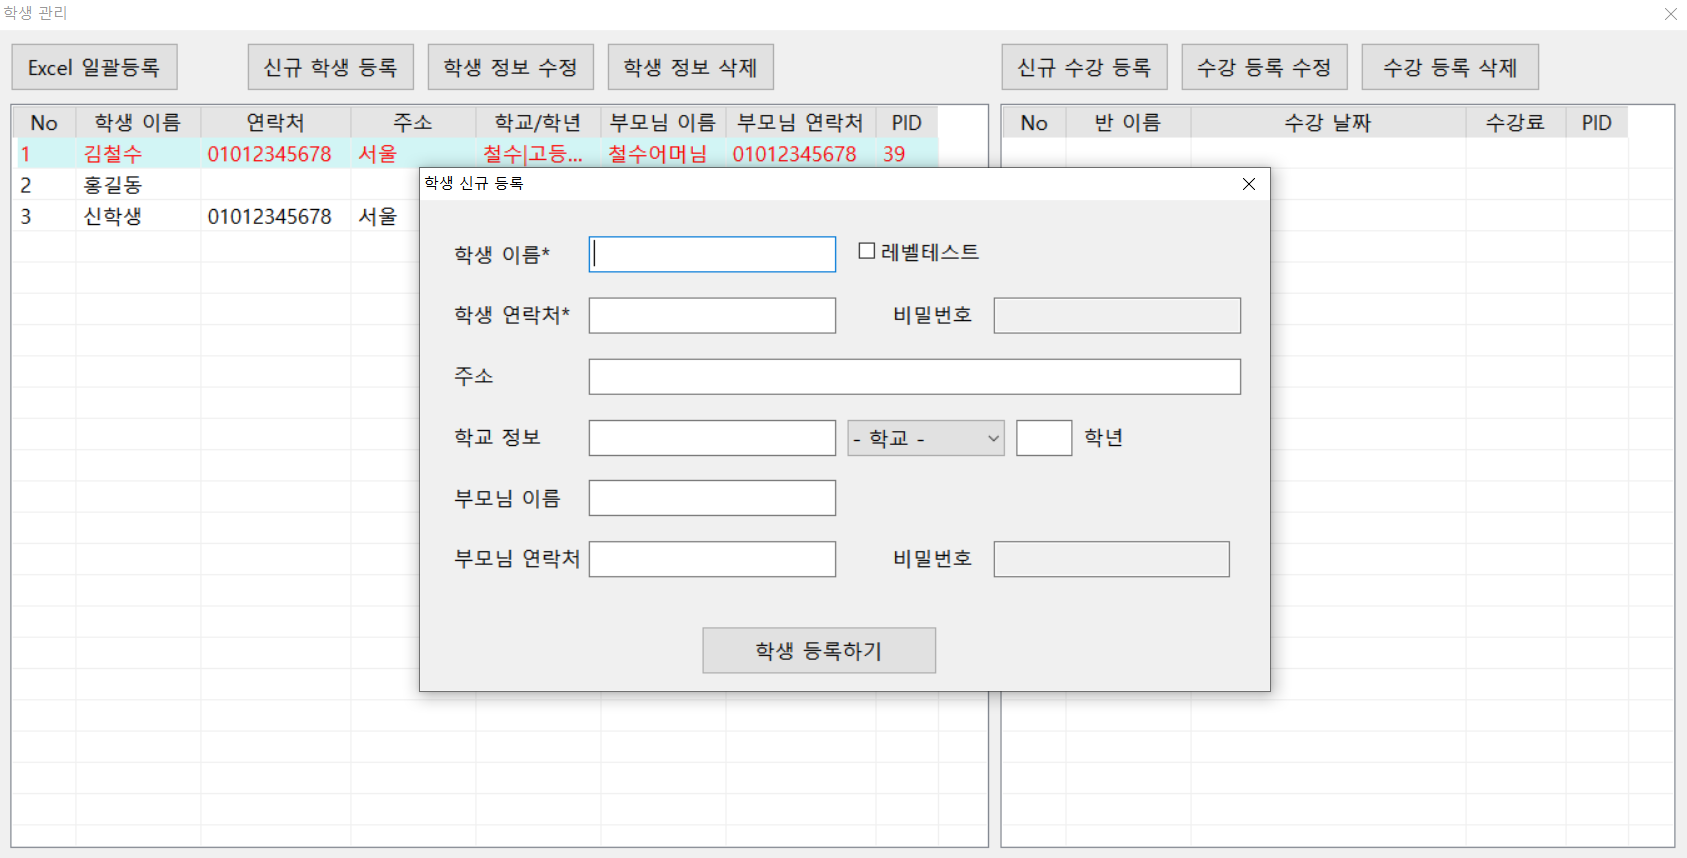 학생 관리
Excel 일괄등록 신규 학생 등록 학생 정보 수정 학생 정보 삭제 신규 수강 등록 수강 등록 수정 수강 등록 삭제
No 학생 이름 연락처 주소 학교/학년 부모님 이름 부모님 연락처 PID No 반 이름 수강 날짜 수강료 PID
1 김철수 01012345678 서울 철수|고등... 철수어머님 01012345678 39
2 홍길동
3 신학생 01012345678 서울
학생 신규 등록
학생 이름* 레벨테스트
학생 연락처* 비밀번호
주소
학교 정보 - 학교 - 학년
부모님 이름
부모님 연락처 비밀번호
학생 등록하기